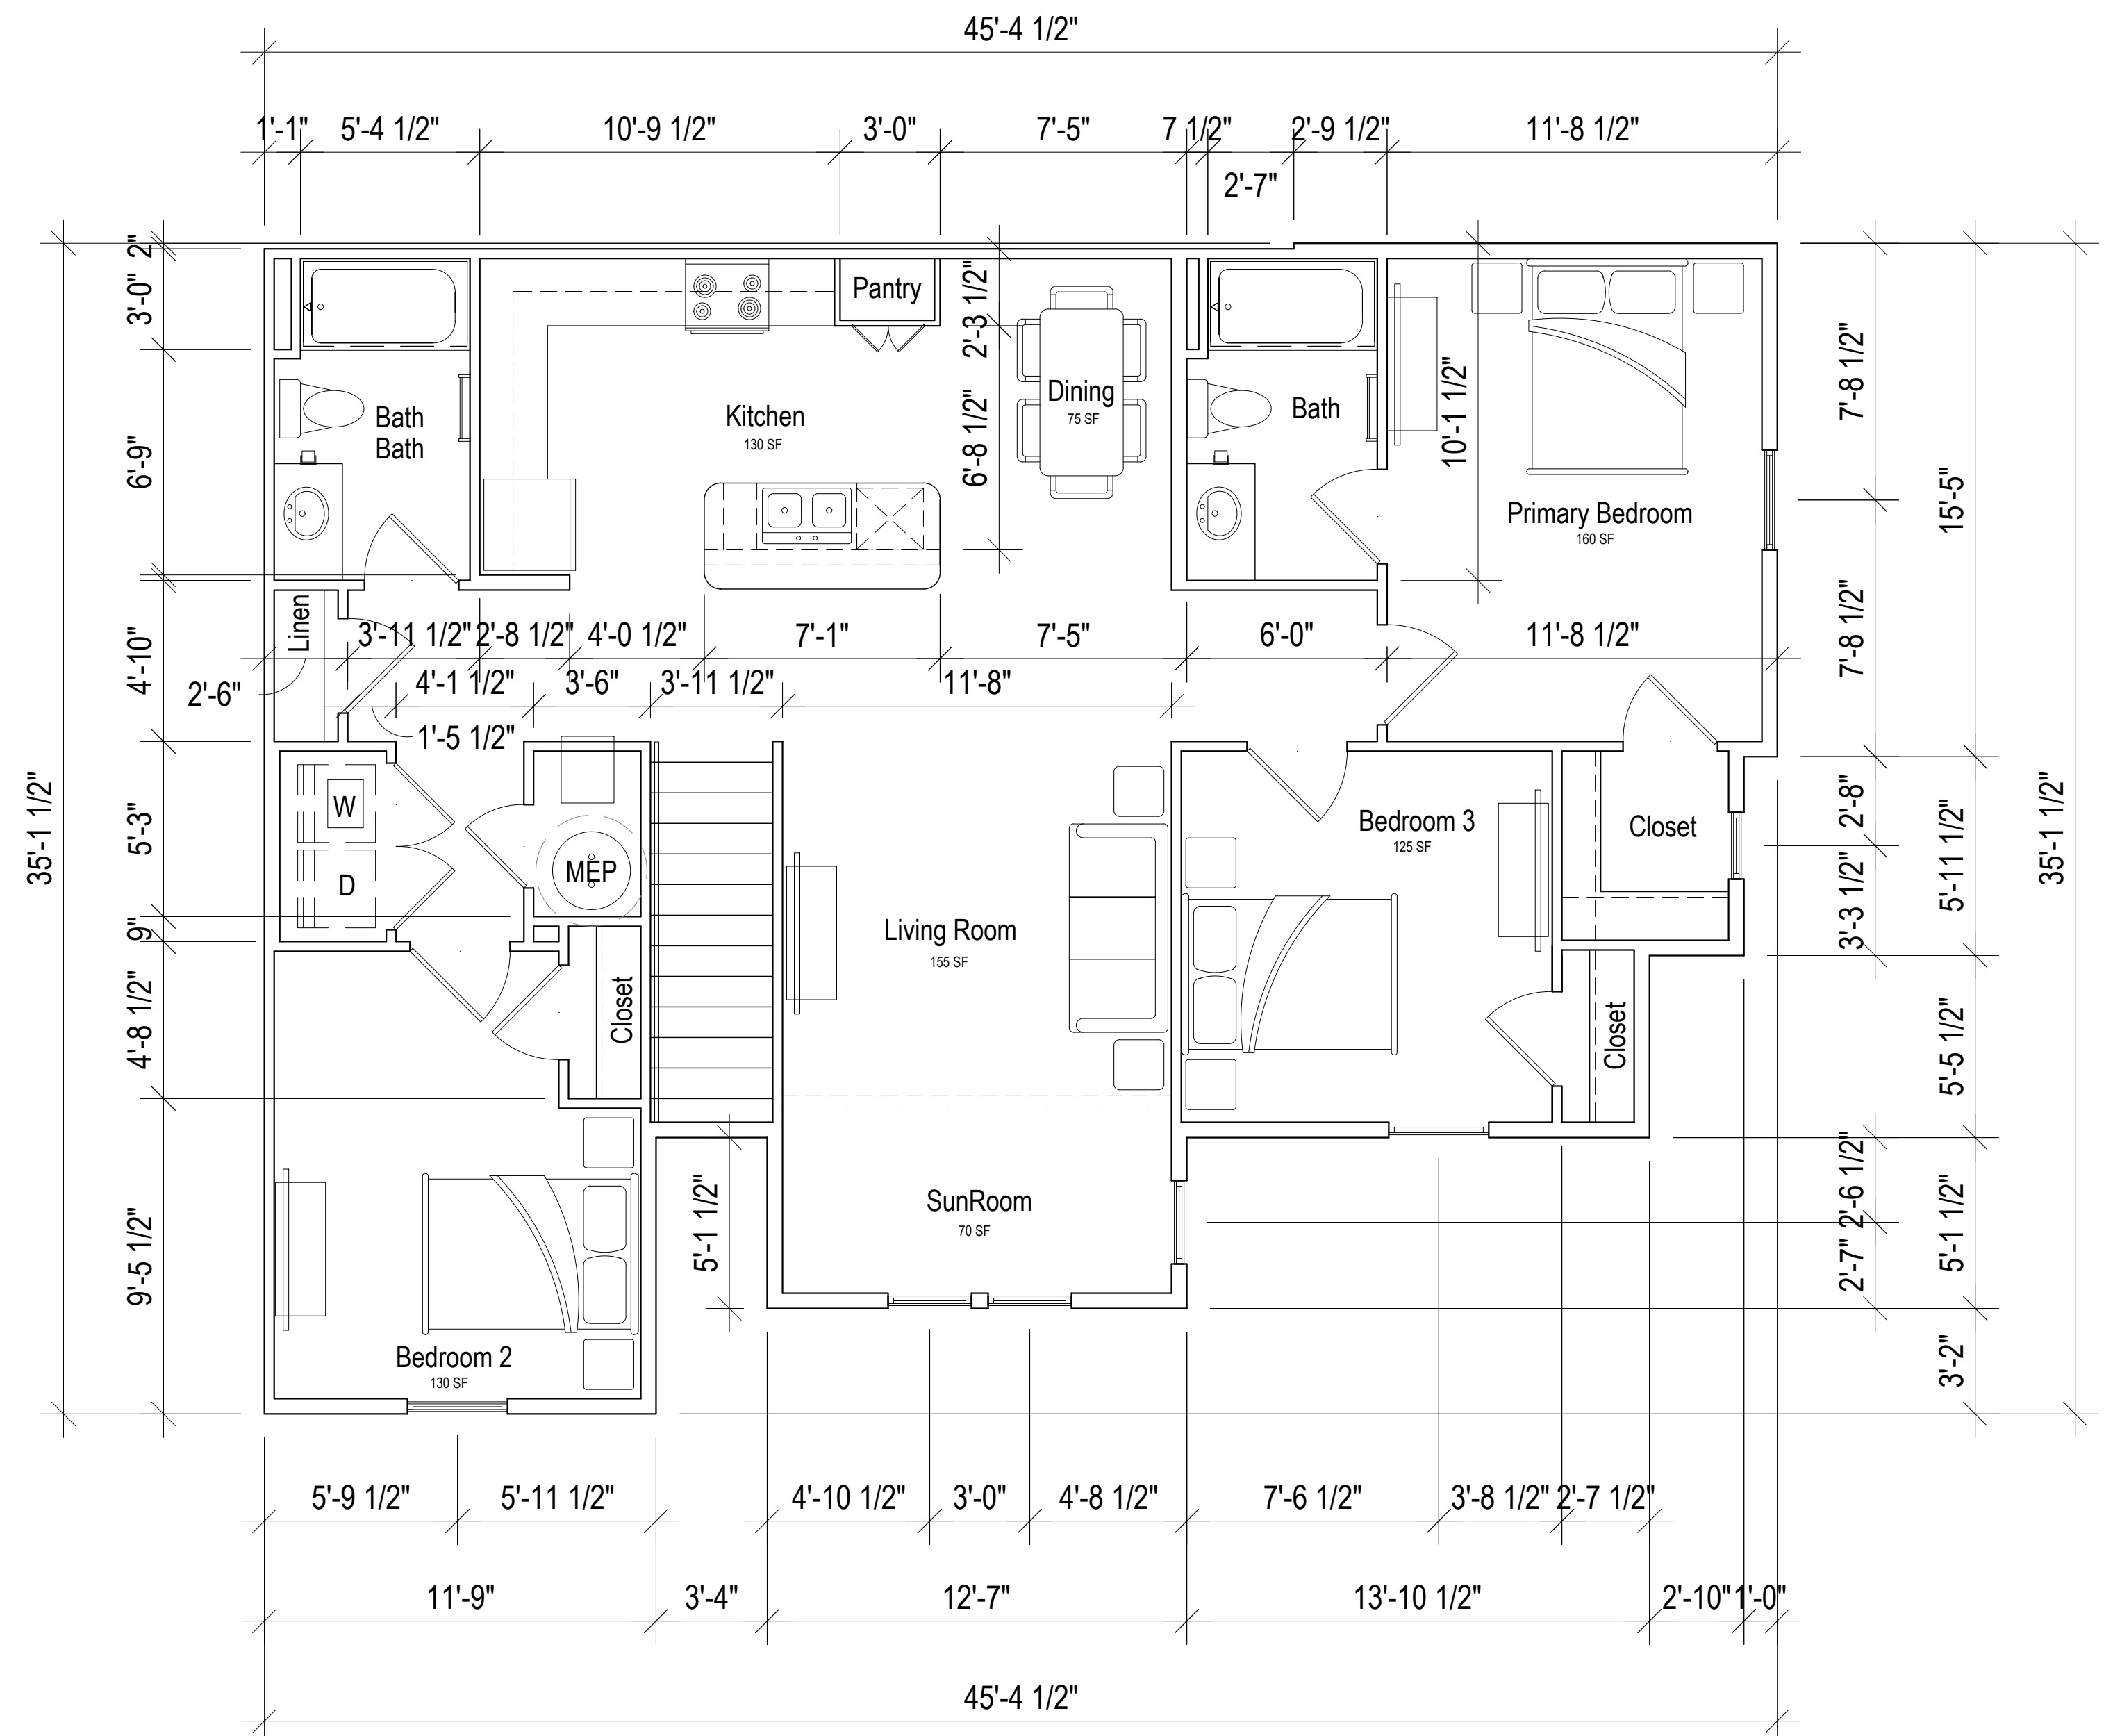 45'-4 1/2"
1'-1" 5'-4 1/2" 10'-9 1/2" 3'-0" 7'-5" 7 1/2" 2'-9 1/2" 11'-8 1/2"
2'-7"
2"
3'-0"
6'-9"
4'-10"
5'-3"
9"
4'-8 1/2"
9'-5 1/2"
35'-1 1/2"
Pantry
2'-3 1/2"
6'-8 1/2"
Dining
75 SF
Kitchen
130 SF
Bath
Bath
Bath
10'-1 1/2"
Primary Bedroom
160 SF
7'-8 1/2"
7'-8 1/2"
15'-5"
Linen
3'-11 1/2" 2'-8 1/2" 4'-0 1/2" 7'-1" 7'-5" 6'-0" 11'-8 1/2"
2'-6"
4'-1 1/2" 3'-6" 3'-11 1/2" 11'-8"
1'-5 1/2"
W
D
MEP
Closet
Living Room
155 SF
Bedroom 3
125 SF
Closet
Closet
2'-8"
3'-3 1/2"
5'-11 1/2"
5'-5 1/2"
35'-1 1/2"
5'-1 1/2"
SunRoom
70 SF
2'-6 1/2"
2'-7"
5'-1 1/2"
3'-2"
Bedroom 2
130 SF
5'-9 1/2" 5'-11 1/2" 4'-10 1/2" 3'-0" 4'-8 1/2" 7'-6 1/2" 3'-8 1/2" 2'-7 1/2"
11'-9" 3'-4" 12'-7" 13'-10 1/2" 2'-10" 1'-0"
45'-4 1/2"